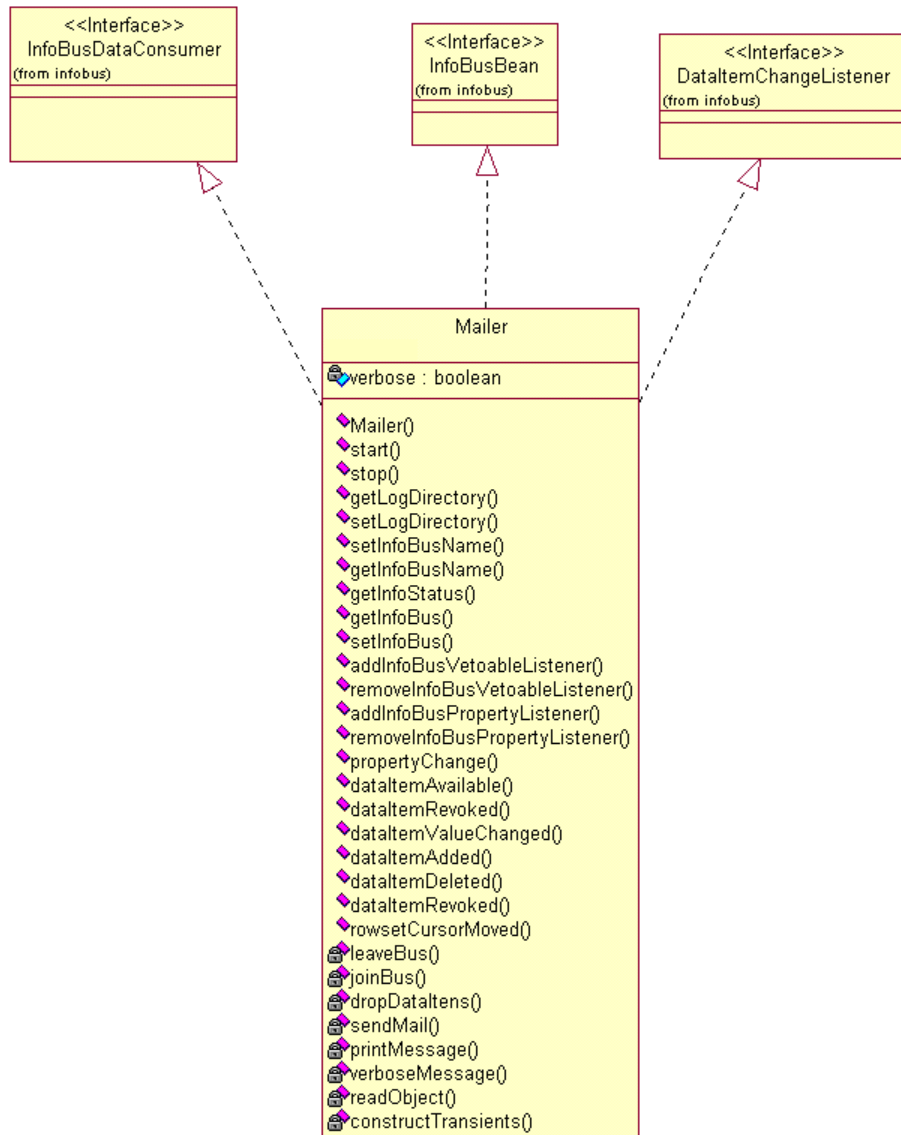 <<Interface>>
InfoBusDataConsumer
(from infobus)
<<Interface>>
InfoBusBean
(from infobus)
<<Interface>>
DataItemChangeListener
(from infobus)
Mailer
verbose : boolean
Mailer()
start()
stop()
getLogDirectory()
setLogDirectory()
setInfoBusName()
getInfoBusName()
getInfoStatus()
getInfoBus()
setInfoBus()
addInfoBusVetoableListener()
removeInfoBusVetoableListener()
addInfoBusPropertyListener()
removeInfoBusPropertyListener()
propertyChange()
dataItemAvailable()
dataItemRevoked()
dataItemValueChanged()
dataItemAdded()
dataItemDeleted()
dataItemRevoked()
rowsetCursorMoved()
leaveBus()
joinBus()
dropDataItens()
sendMail()
printMessage()
verboseMessage()
readObject()
constructTransients()